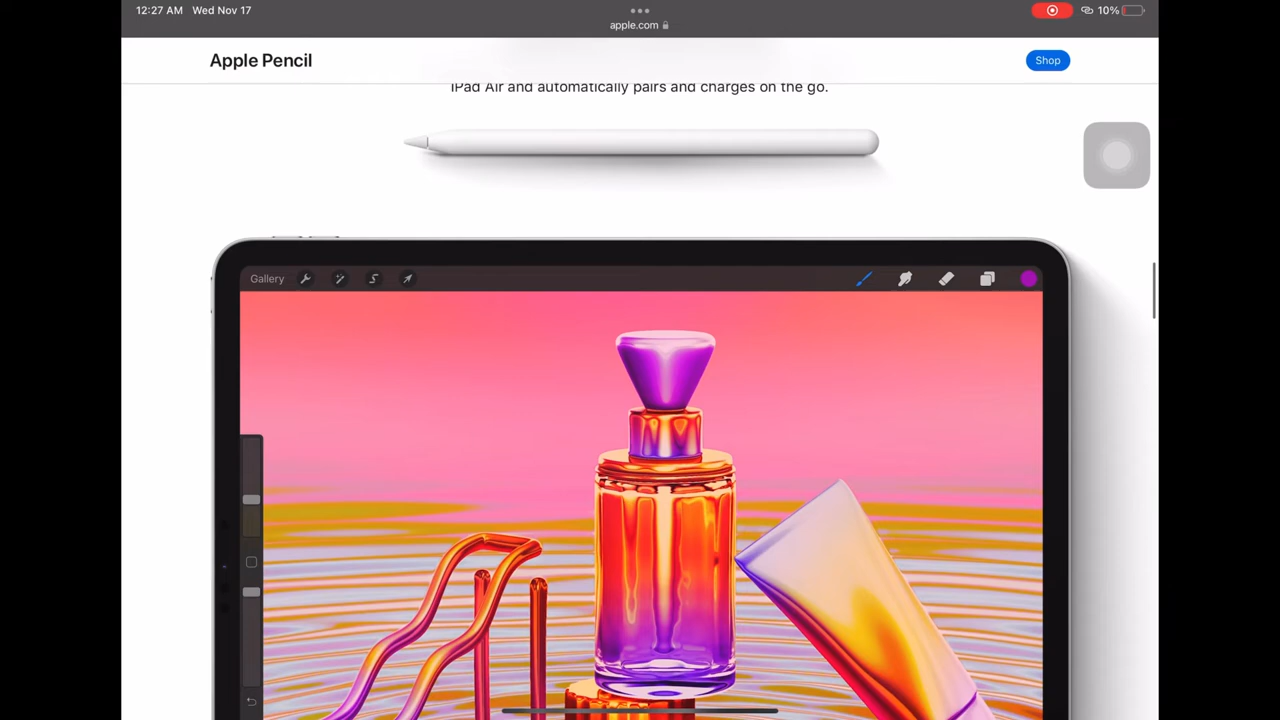 12:27 AM Wed Nov 17
10%
apple.com
Apple Pencil
Shop
iPad Air and automatically pairs and charges on the go.
Gallery